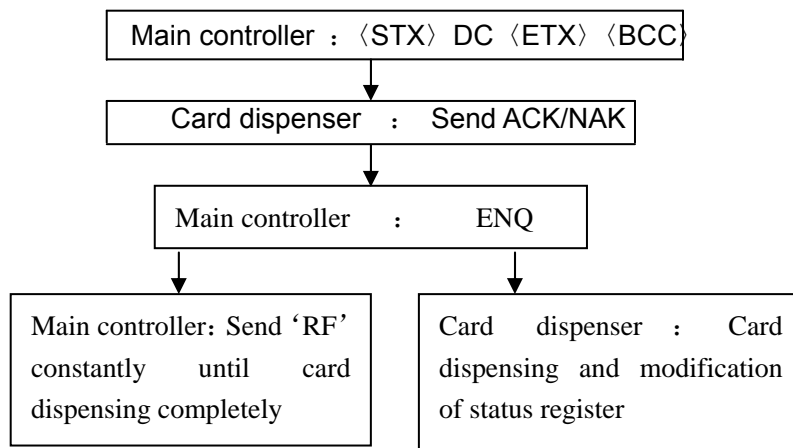 Main controller ：〈STX〉DC〈ETX〉〈BCC〉
Card dispenser ： Send ACK/NAK
Main controller ： ENQ
Main controller：Send ‘RF’
constantly until card
dispensing completely
Card dispenser ： Card
dispensing and modification
of status register